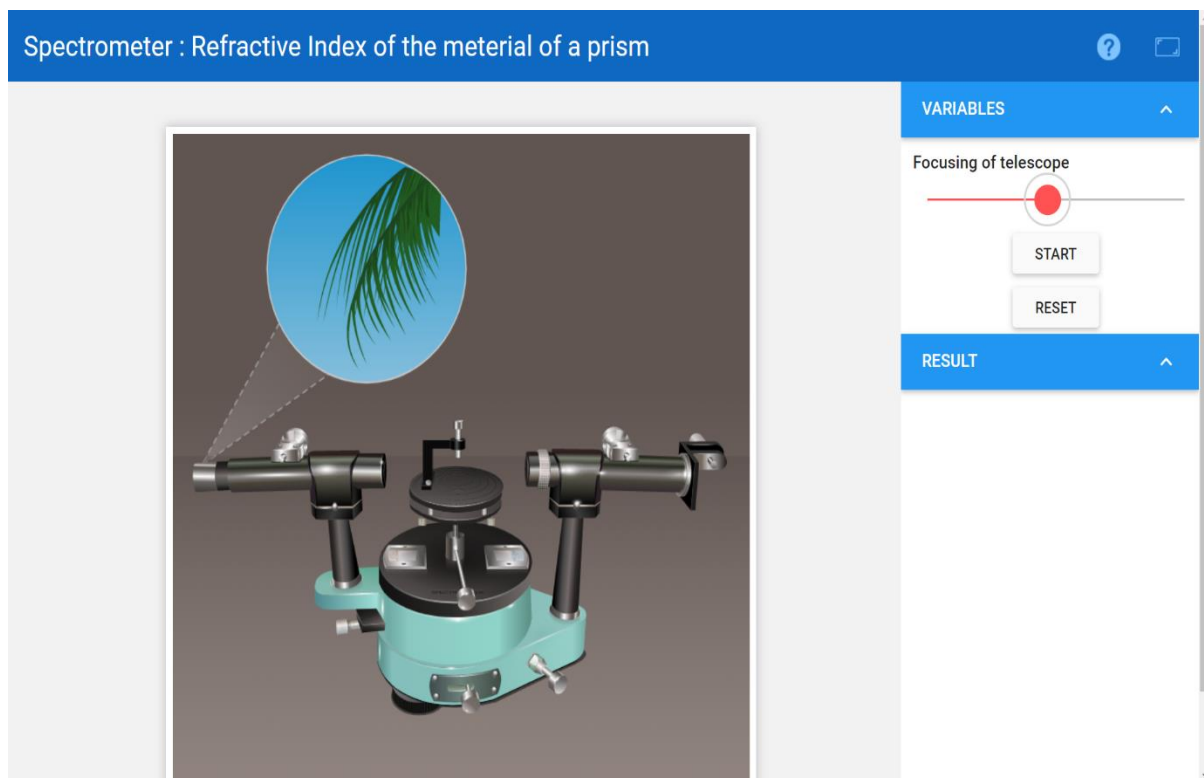 Spectrometer : Refractive Index of the meterial of a prism
VARIABLES
Focusing of telescope
START
RESET
RESULT